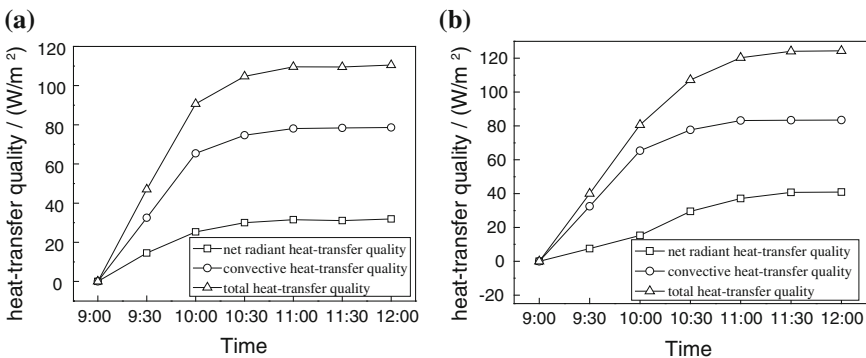 (a)
heat-transfer quality / (W/m²)
120
100
80
60
40
20
0
net radiant heat-transfer quality
convective heat-transfer quality
total heat-transfer quality
9:00 9:30 10:00 10:30 11:00 11:30 12:00
Time
(b)
heat-transfer quality / (W/m²)
120
100
80
60
40
20
0
-20
net radiant heat-transfer quality
convective heat-transfer quality
total heat-transfer quality
9:00 9:30 10:00 10:30 11:00 11:30 12:00
Time